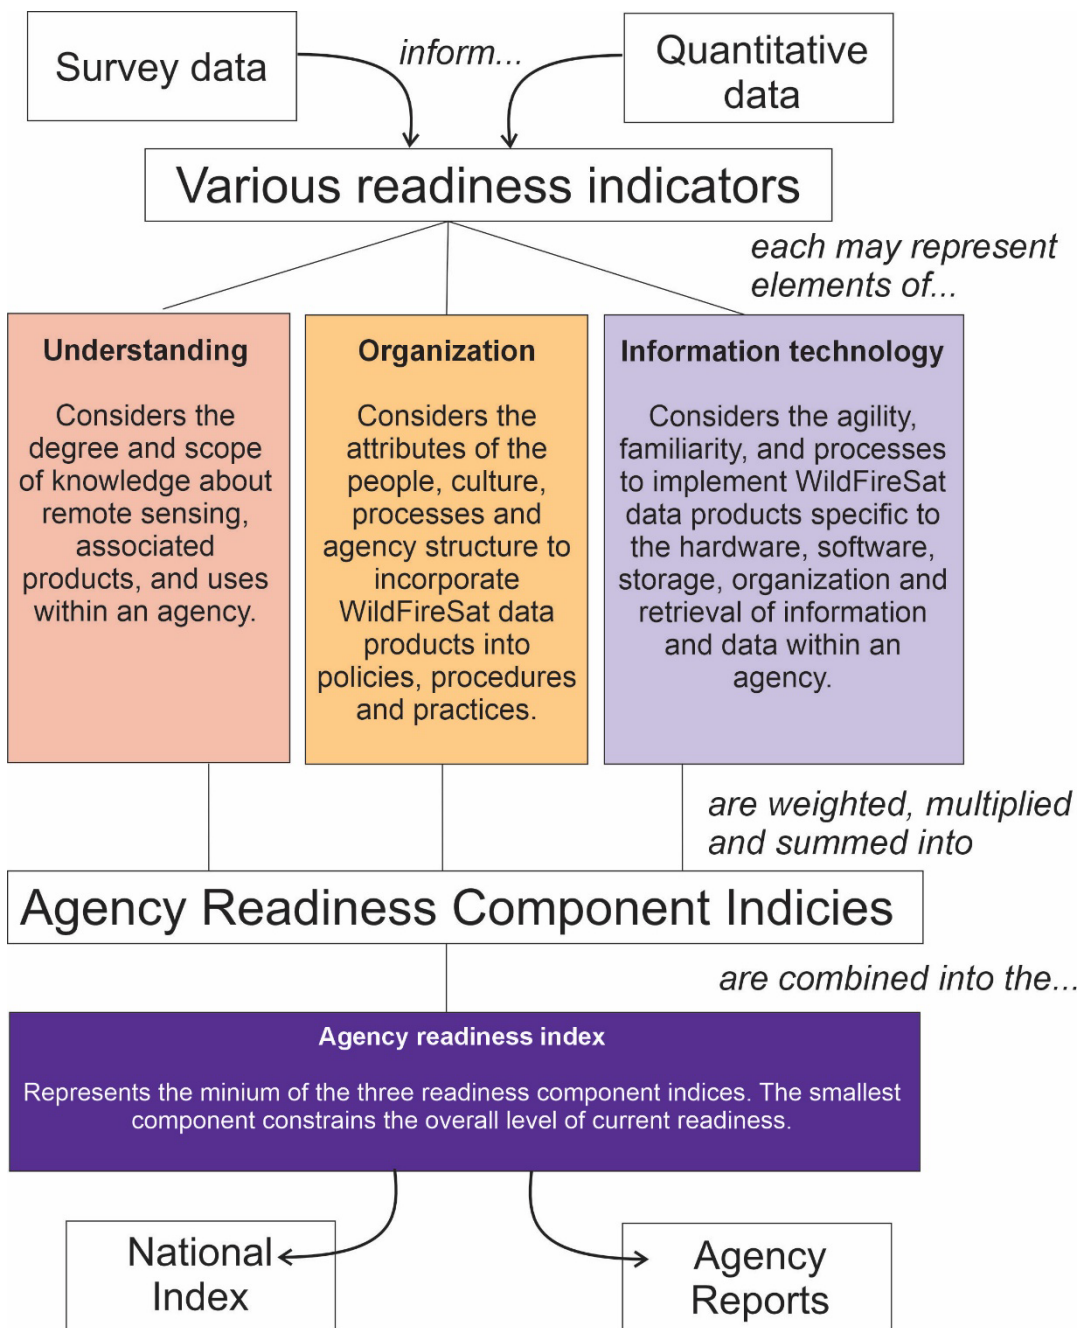 Survey data
inform...
Quantitative
data
Various readiness indicators
each may represent
elements of...
Understanding
Considers the
degree and scope
of knowledge about
remote sensing,
associated
products, and uses
within an agency.
Organization
Considers the
attributes of the
people, culture,
processes and
agency structure to
incorporate
WildFireSat data
products into
policies, procedures
and practices.
Information technology
Considers the agility,
familiarity, and processes
to implement WildFireSat
data products specific to
the hardware, software,
storage, organization and
retrieval of information
and data within an
agency.
are weighted, multiplied
and summed into
Agency Readiness Component Indicies
are combined into the...
Agency readiness index
Represents the minium of the three readiness component indices. The smallest
component constrains the overall level of current readiness.
National
Index
Agency
Reports